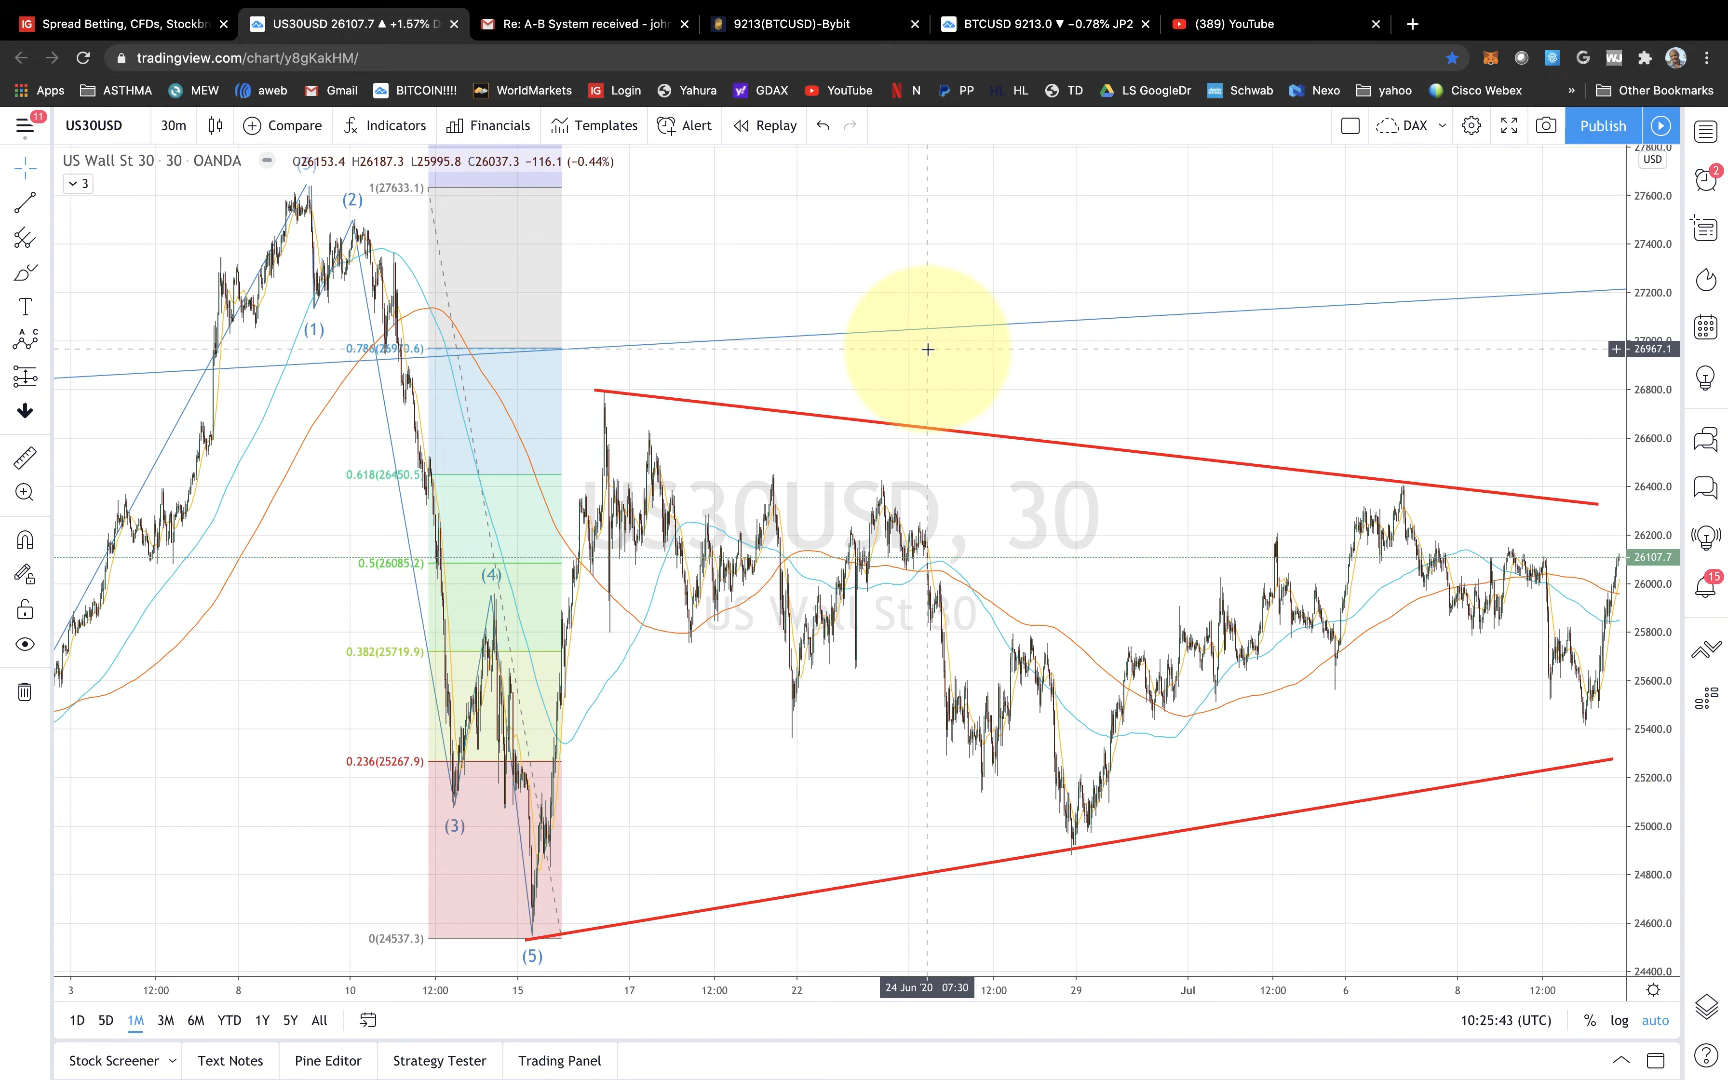 Spread Betting, CFDs, Stockbr
US30USD 26107.7 ▲ +1.57% D
Re: A-B System received - joh
9213(BTCUSD)-Bybit
BTCUSD 9213.0 ▼ −0.78% JP2
(389) YouTube
tradingview.com/chart/y8gKakHM/
Apps ASTHMA MEW aweb Gmail BITCOIN!!!! WorldMarkets Login Yahura GDAX YouTube N PP HL TD LS GoogleDr Schwab Nexo yahoo Cisco Webex » Other Bookmarks
11
US30USD 30m Compare Indicators Financials Templates Alert Replay DAX Publish
US Wall St 30 · 30 · OANDA O26153.4 H26187.3 L25995.8 C26037.3 −116.1 (−0.44%)
3
USD
2
15
27800.0
27600.0
27400.0
27200.0
26967.1
26800.0
26600.0
26400.0
26200.0
26107.7
26000.0
25800.0
25600.0
25400.0
25200.0
25000.0
24800.0
24600.0
24400.0
1(27633.1)
0.786(26970.6)
0.618(26450.5)
0.5(26085.2)
0.382(25719.9)
0.236(25267.9)
0(24537.3)
(2)
(1)
(4)
(3)
(5)
US30USD, 30
US Wall St 30
3 12:00 8 10 12:00 15 17 12:00 22 24 Jun '20 07:30 12:00 29 Jul 12:00 6 8 12:00
1D 5D 1M 3M 6M YTD 1Y 5Y All
10:25:43 (UTC) % log auto
Stock Screener Text Notes Pine Editor Strategy Tester Trading Panel